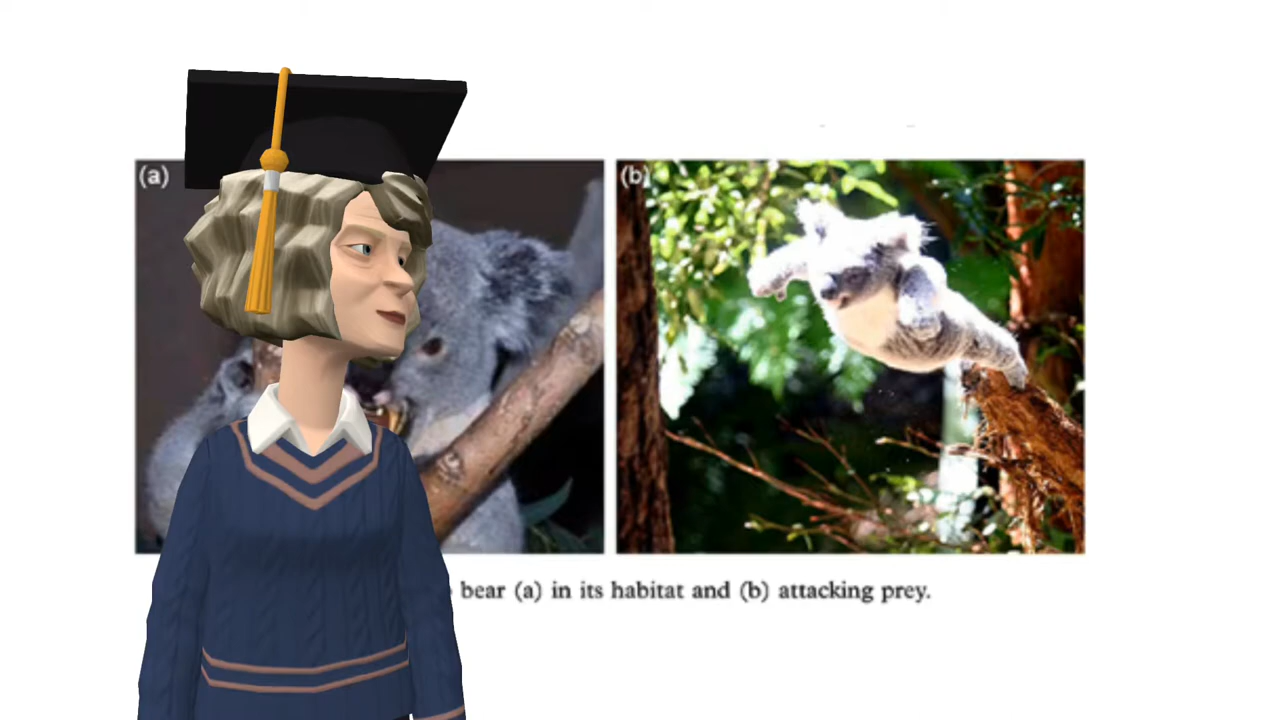 (a)
(b)
bear (a) in its habitat and (b) attacking prey.